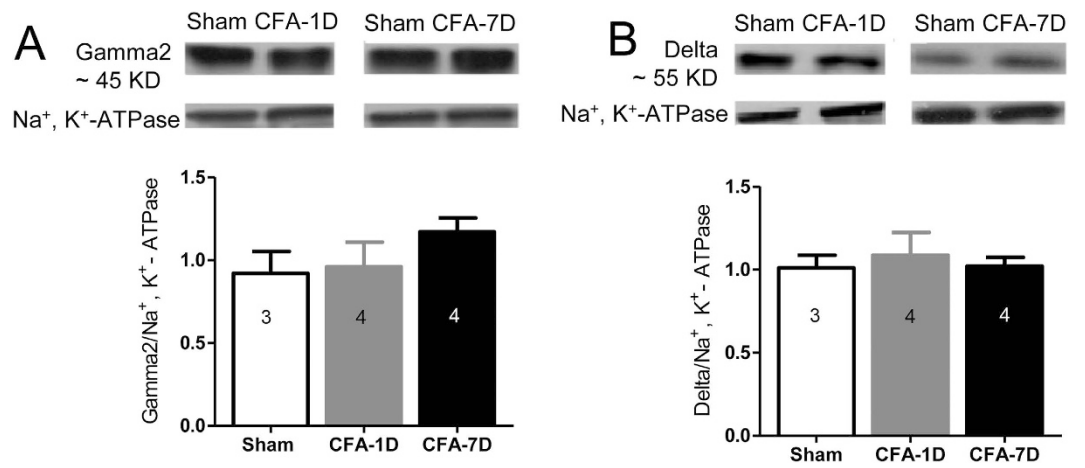 A
Sham CFA-1D
Sham CFA-7D
Gamma2
~ 45 KD
Na⁺, K⁺-ATPase
Gamma2/Na⁺, K⁺- ATPase
1.5
1.0
0.5
0.0
3
4
4
Sham
CFA-1D
CFA-7D
B
Sham CFA-1D
Sham CFA-7D
Delta
~ 55 KD
Na⁺, K⁺-ATPase
Delta/Na⁺, K⁺- ATPase
1.5
1.0
0.5
0.0
3
4
4
Sham
CFA-1D
CFA-7D